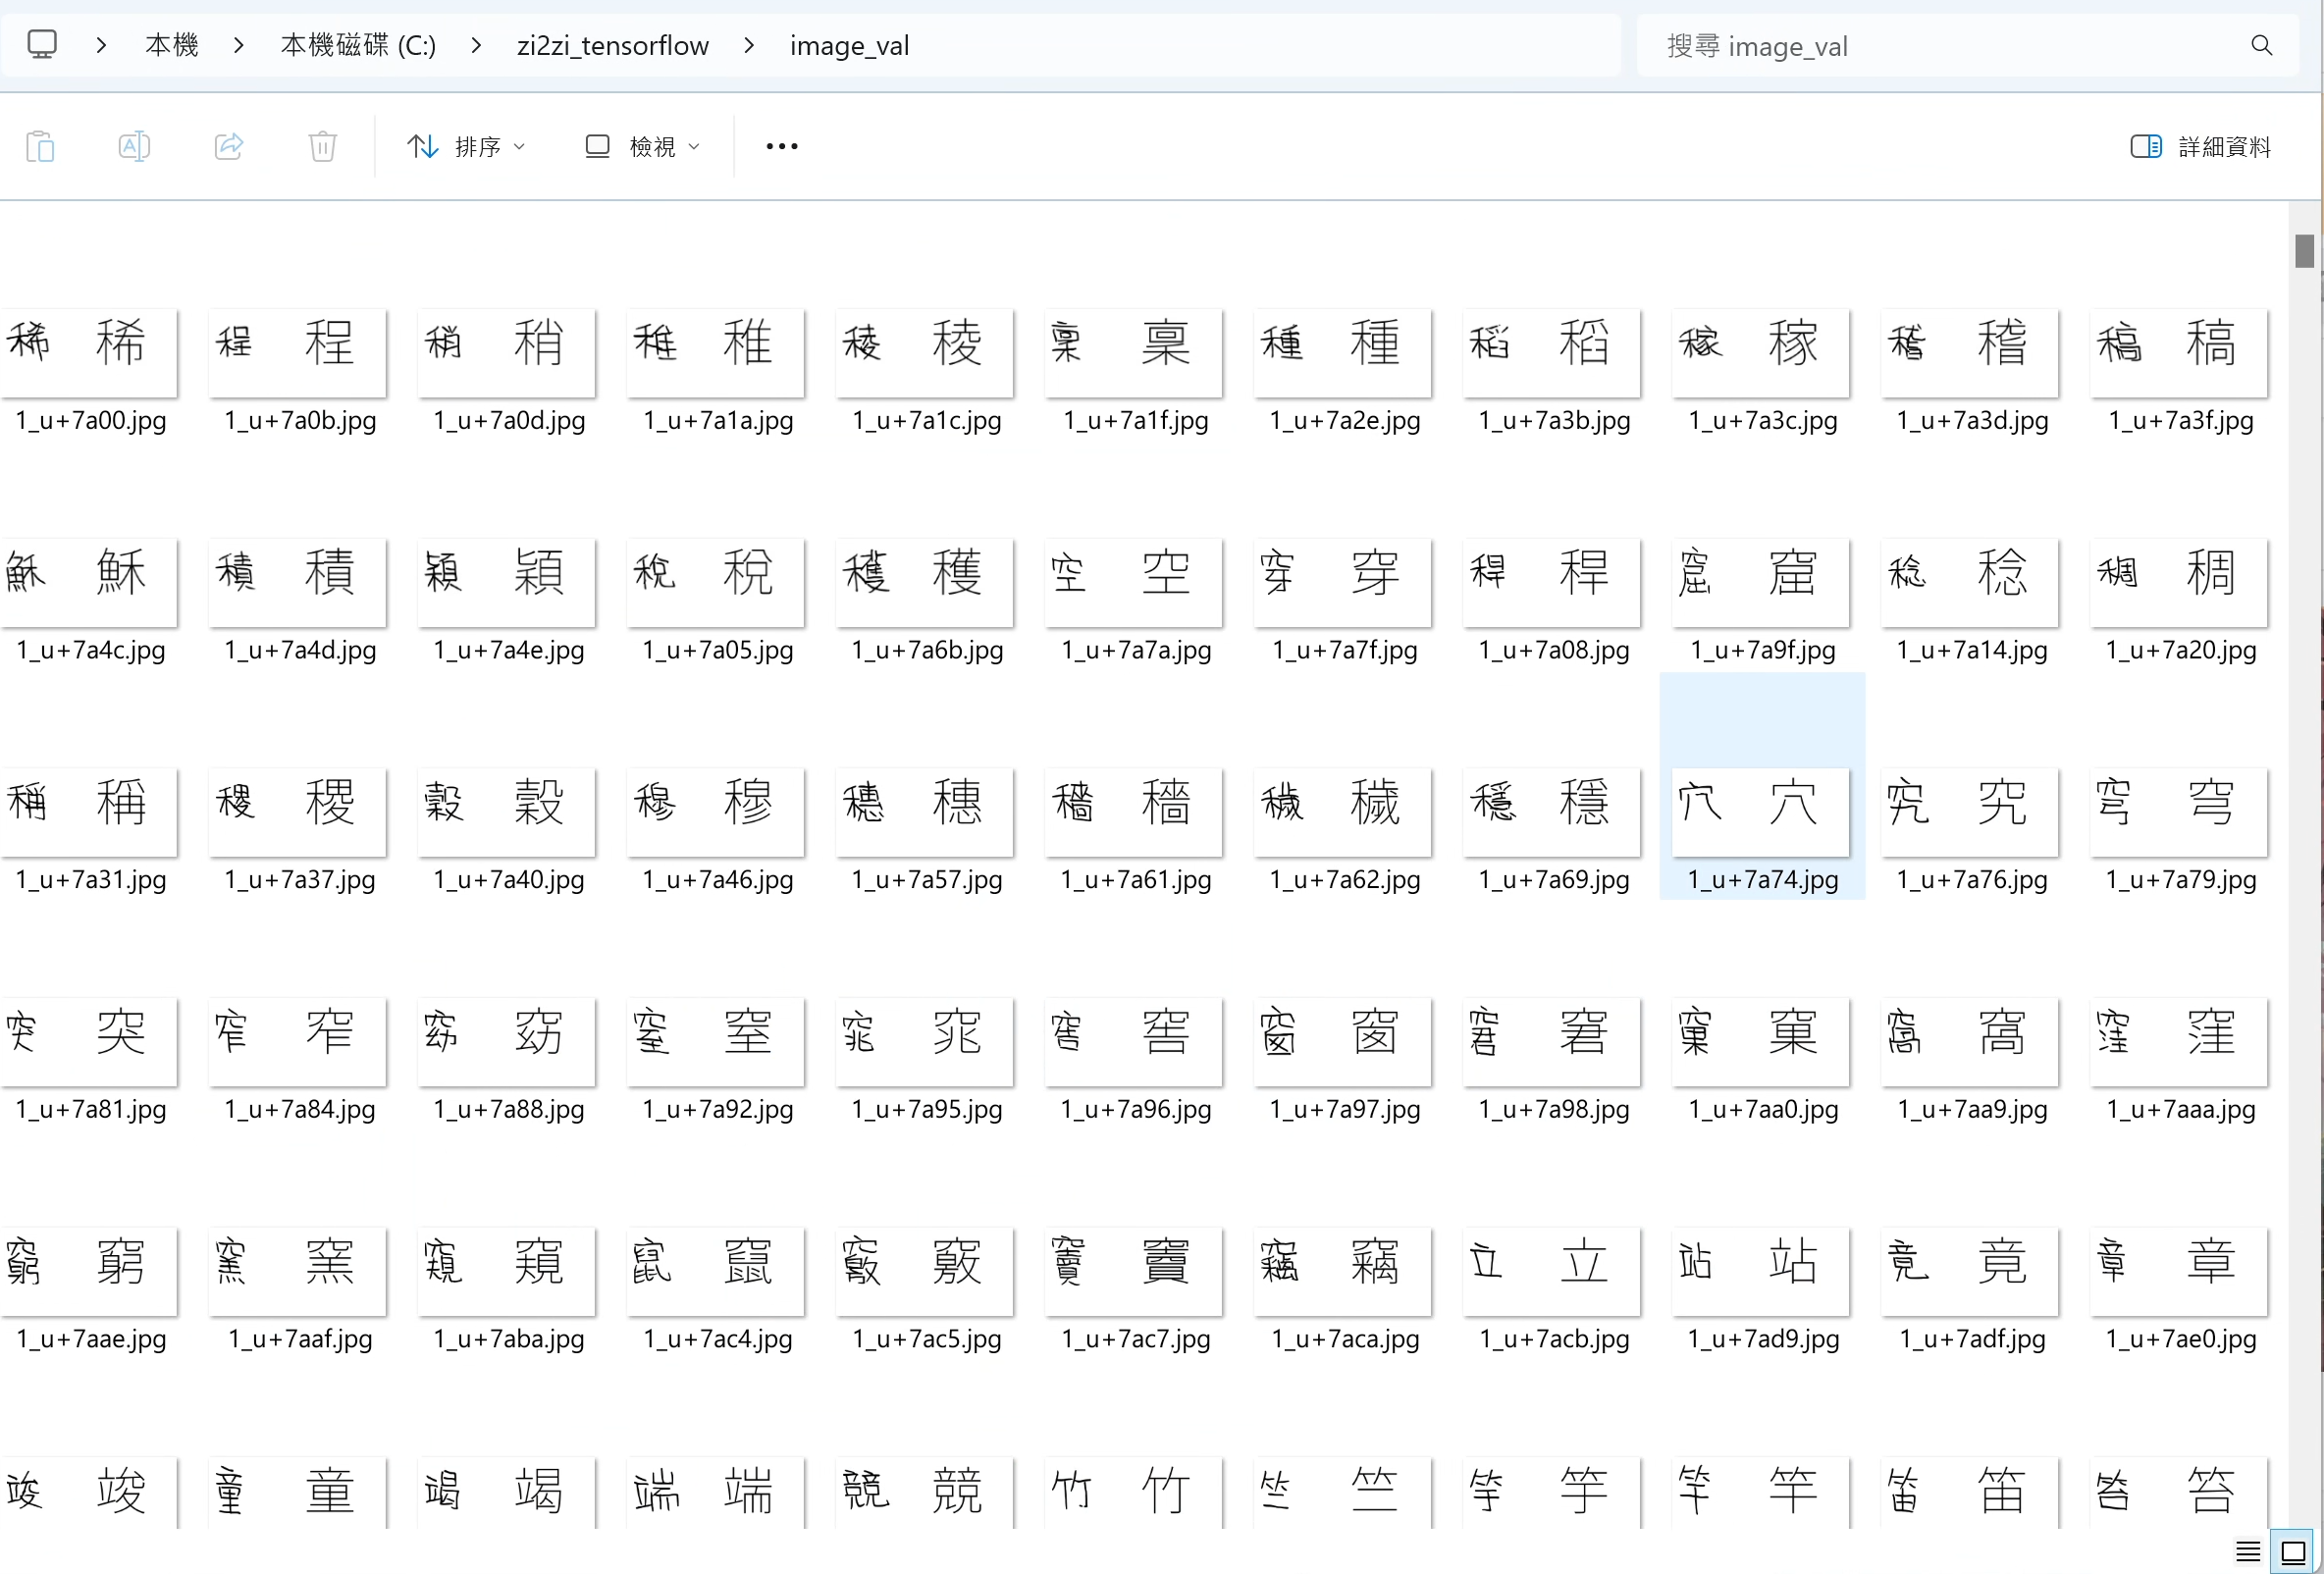 本機 > 本機磁碟 (C:) > zi2zi_tensorflow > image_val
搜尋 image_val
排序 檢視 ••• 詳細資料
稀 稀 程 程 稍 稍 稚 稚 稜 稜 稟 稟 種 種 稻 稻 稼 稼 稽 稽 稿 稿
1_u+7a00.jpg 1_u+7a0b.jpg 1_u+7a0d.jpg 1_u+7a1a.jpg 1_u+7a1c.jpg 1_u+7a1f.jpg 1_u+7a2e.jpg 1_u+7a3b.jpg 1_u+7a3c.jpg 1_u+7a3d.jpg 1_u+7a3f.jpg
穌 穌 積 積 穎 穎 稅 稅 穫 穫 空 空 穿 穿 稈 稈 窟 窟 稔 稔 稠 稠
1_u+7a4c.jpg 1_u+7a4d.jpg 1_u+7a4e.jpg 1_u+7a05.jpg 1_u+7a6b.jpg 1_u+7a7a.jpg 1_u+7a7f.jpg 1_u+7a08.jpg 1_u+7a9f.jpg 1_u+7a14.jpg 1_u+7a20.jpg
稱 稱 稷 稷 穀 穀 穆 穆 穗 穗 穡 穡 穢 穢 穩 穩 穴 穴 究 究 穹 穹
1_u+7a31.jpg 1_u+7a37.jpg 1_u+7a40.jpg 1_u+7a46.jpg 1_u+7a57.jpg 1_u+7a61.jpg 1_u+7a62.jpg 1_u+7a69.jpg 1_u+7a74.jpg 1_u+7a76.jpg 1_u+7a79.jpg
突 突 窄 窄 窈 窈 窒 窒 窕 窕 窖 窖 窗 窗 窘 窘 窠 窠 窩 窩 窪 窪
1_u+7a81.jpg 1_u+7a84.jpg 1_u+7a88.jpg 1_u+7a92.jpg 1_u+7a95.jpg 1_u+7a96.jpg 1_u+7a97.jpg 1_u+7a98.jpg 1_u+7aa0.jpg 1_u+7aa9.jpg 1_u+7aaa.jpg
窮 窮 窯 窯 窺 窺 竄 竄 竅 竅 竇 竇 竊 竊 立 立 站 站 竟 竟 章 章
1_u+7aae.jpg 1_u+7aaf.jpg 1_u+7aba.jpg 1_u+7ac4.jpg 1_u+7ac5.jpg 1_u+7ac7.jpg 1_u+7aca.jpg 1_u+7acb.jpg 1_u+7ad9.jpg 1_u+7adf.jpg 1_u+7ae0.jpg
竣 竣 童 童 竭 竭 端 端 競 競 竹 竹 竺 竺 竽 竽 竿 竿 笛 笛 答 答